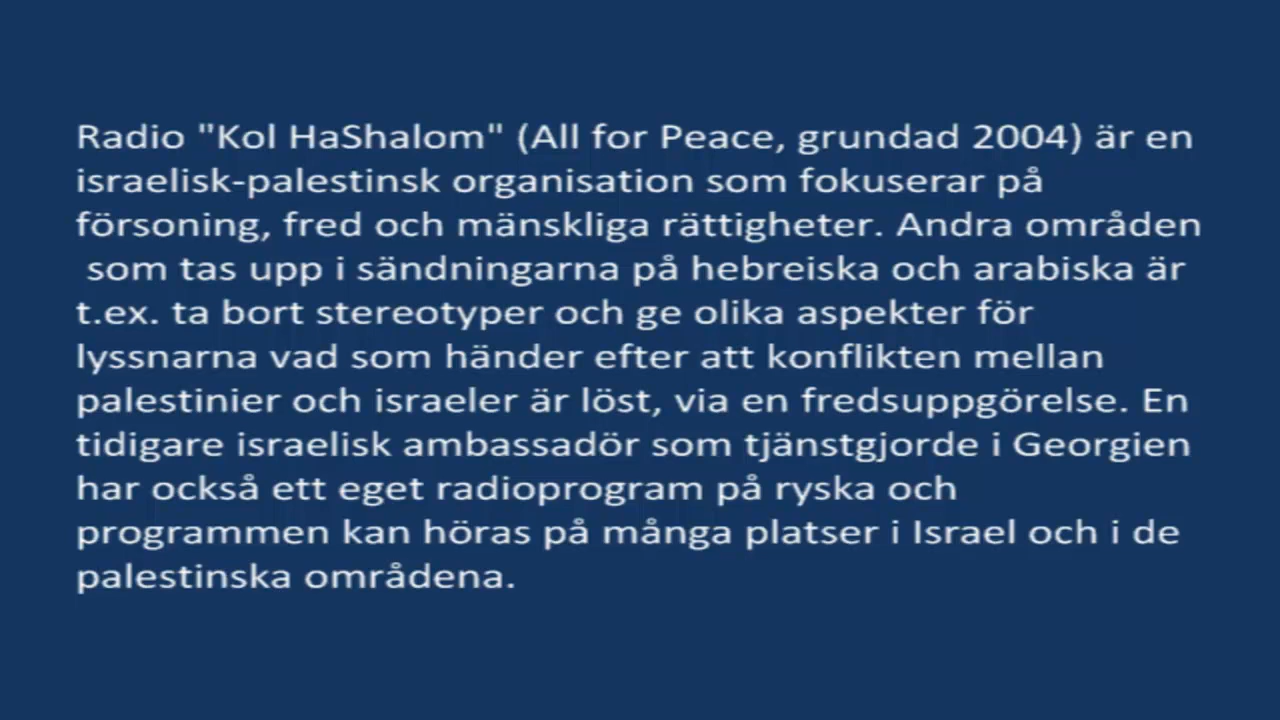 Radio "Kol HaShalom" (All for Peace, grundad 2004) är en
israelisk-palestinsk organisation som fokuserar på
försoning, fred och mänskliga rättigheter. Andra områden
som tas upp i sändningarna på hebreiska och arabiska är
t.ex. ta bort stereotyper och ge olika aspekter för
lyssnarna vad som händer efter att konflikten mellan
palestinier och israeler är löst, via en fredsuppgörelse. En
tidigare israelisk ambassadör som tjänstgjorde i Georgien
har också ett eget radioprogram på ryska och
programmen kan höras på många platser i Israel och i de
palestinska områdena.